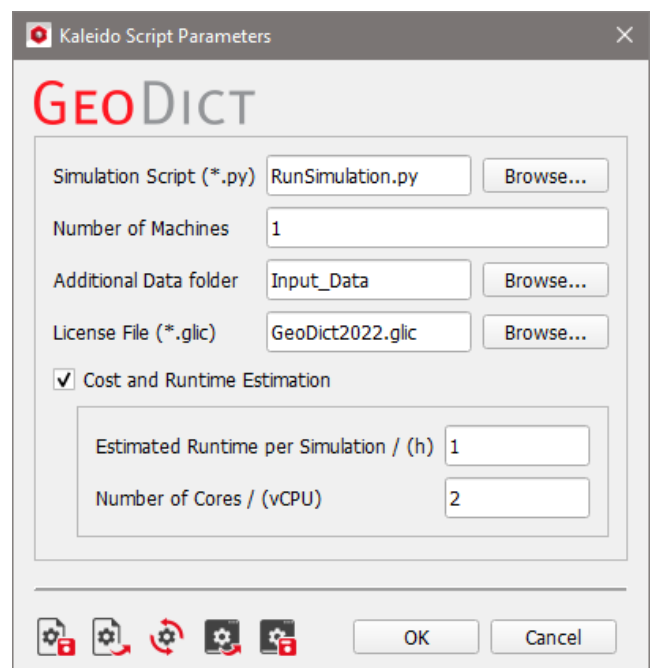 Kaleido Script Parameters
GEODICT
Simulation Script (*.py) RunSimulation.py Browse...
Number of Machines 1
Additional Data folder Input_Data Browse...
License File (*.glic) GeoDict2022.glic Browse...
Cost and Runtime Estimation
Estimated Runtime per Simulation / (h) 1
Number of Cores / (vCPU) 2
OK Cancel